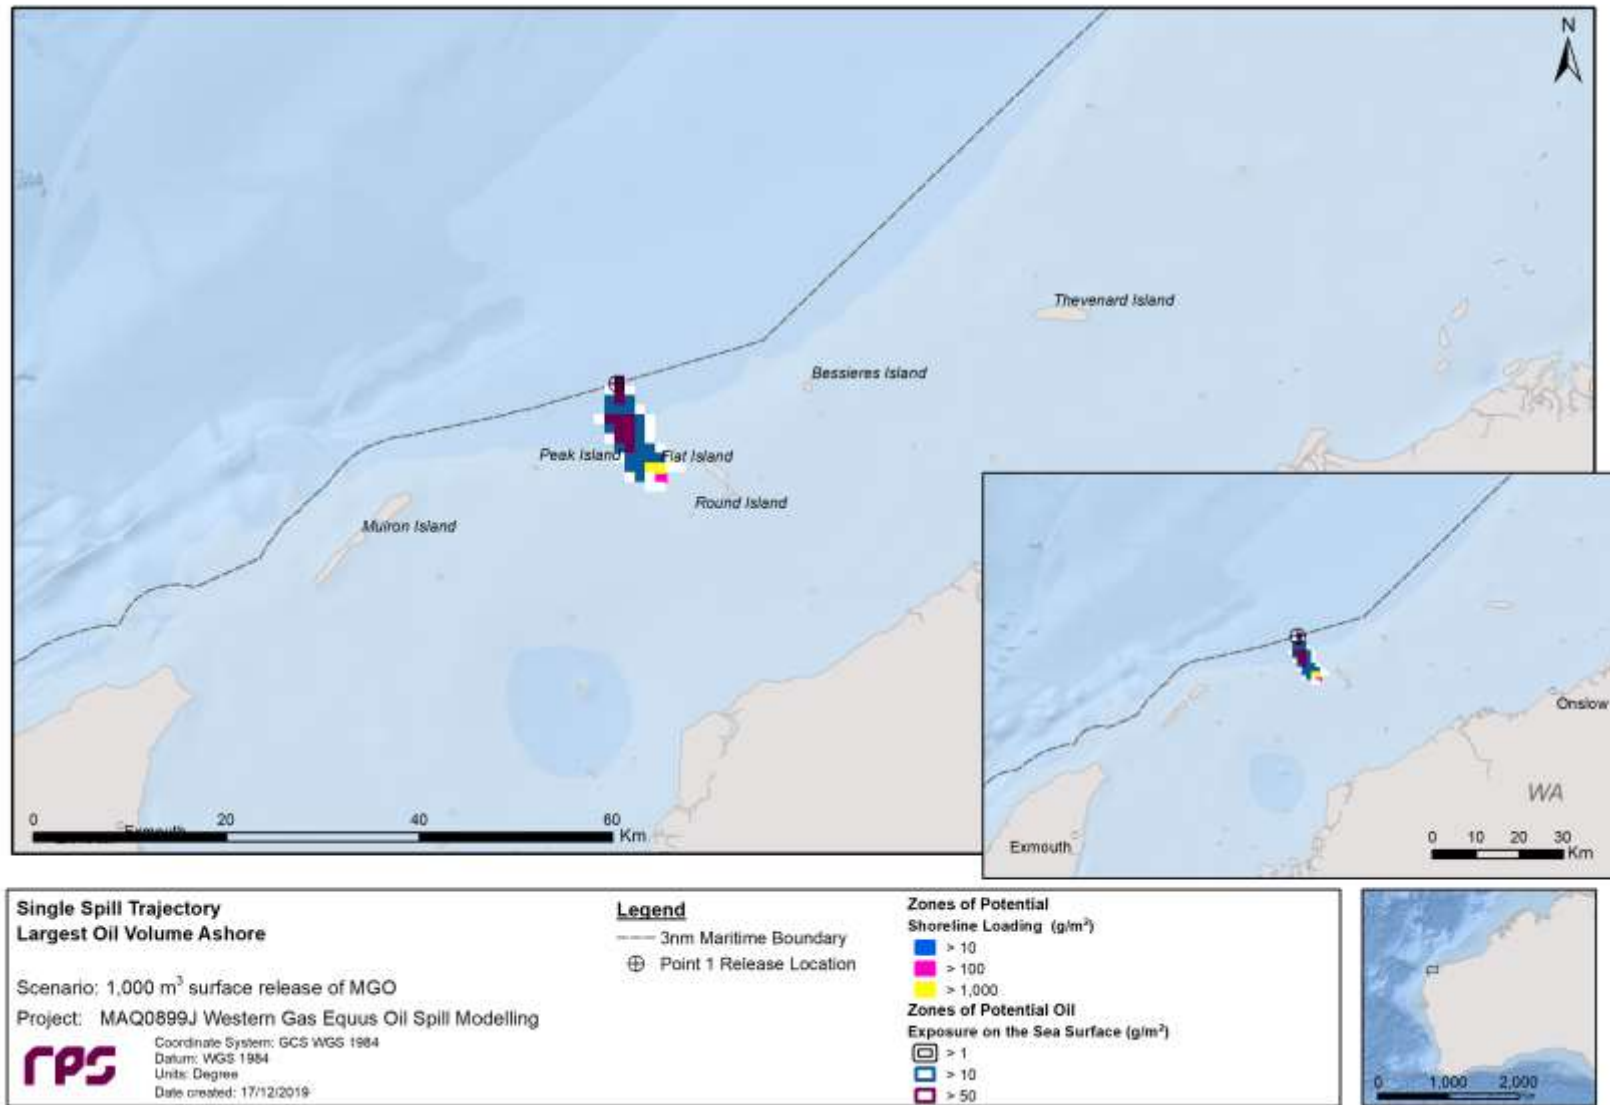 N
Thevenard Island
Bessieres Island
Peak Island
Flat Island
Round Island
Muiron Island
0 20 40 60 Km
Exmouth
Onslow
WA
Exmouth
0 10 20 30 Km
Single Spill Trajectory
Largest Oil Volume Ashore
Scenario: 1,000 m³ surface release of MGO
Project: MAQ0899J Western Gas Equus Oil Spill Modelling
rps
Coordinate System: GCS WGS 1984
Datum: WGS 1984
Units: Degree
Date created: 17/12/2019
Legend
3nm Maritime Boundary
Point 1 Release Location
Zones of Potential
Shoreline Loading (g/m²)
> 10
> 100
> 1,000
Zones of Potential Oil
Exposure on the Sea Surface (g/m²)
> 1
> 10
> 50
0 1,000 2,000